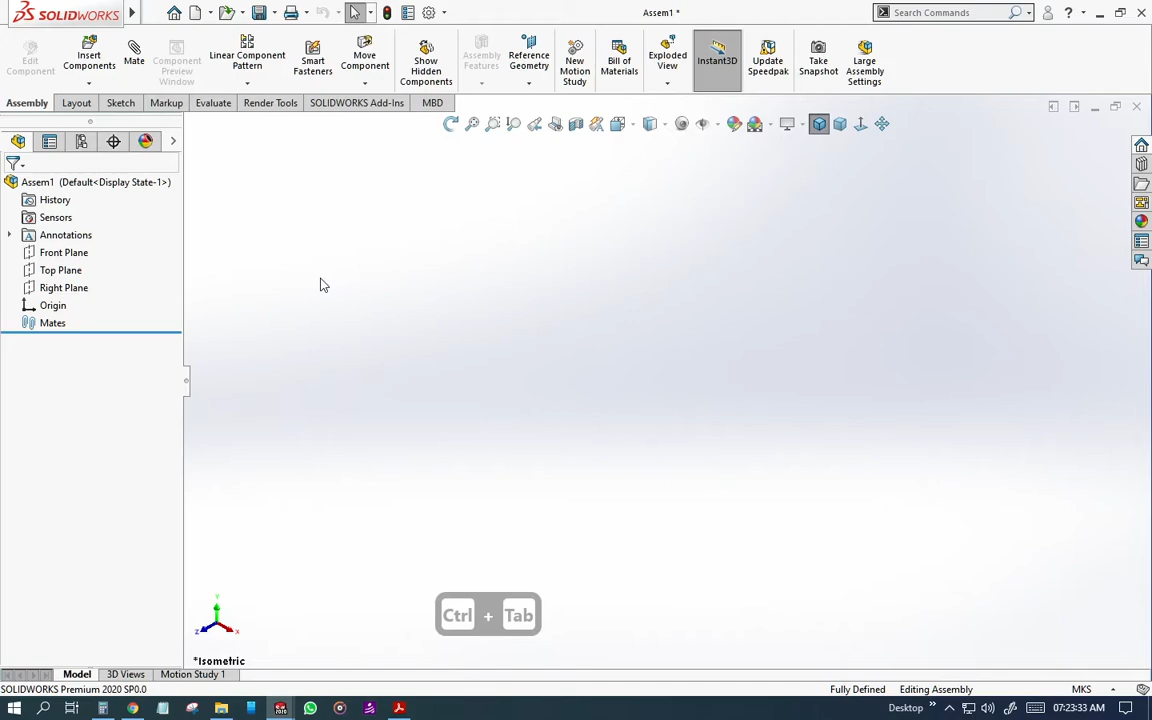 SOLIDWORKS
Assem1 *
Search Commands
Edit Component
Insert Components
Mate
Component Preview Window
Linear Component Pattern
Smart Fasteners
Move Component
Show Hidden Components
Assembly Features
Reference Geometry
New Motion Study
Bill of Materials
Exploded View
Instant3D
Update Speedpak
Take Snapshot
Large Assembly Settings
Assembly
Layout
Sketch
Markup
Evaluate
Render Tools
SOLIDWORKS Add-Ins
MBD
Assem1 (Default<Display State-1>)
History
Sensors
Annotations
Front Plane
Top Plane
Right Plane
Origin
Mates
Ctrl + Tab
Y
Z
X
*Isometric
Model
3D Views
Motion Study 1
SOLIDWORKS Premium 2020 SP0.0
Fully Defined
Editing Assembly
MKS
Desktop
07:23:33 AM